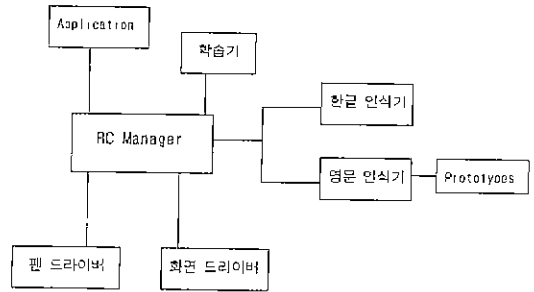 Application
학습기
한글 인식기
RC Manager
영문 인식기
Prototypes
펜 드라이버
화면 드라이버